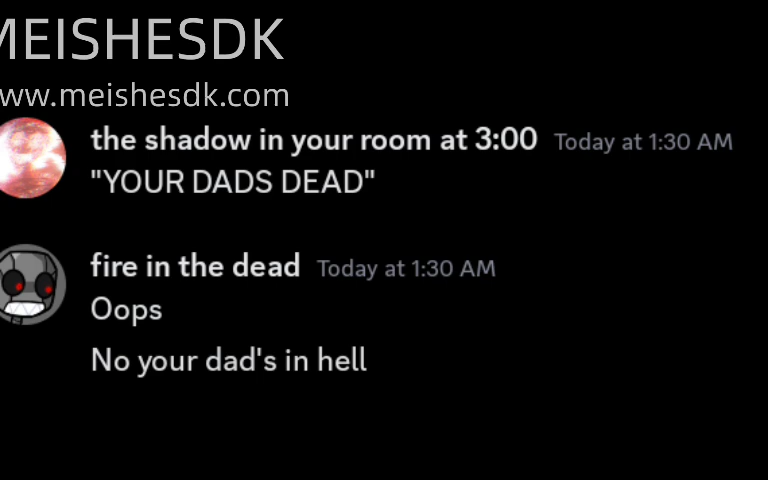 MEISHESDK
www.meishesdk.com
the shadow in your room at 3:00 Today at 1:30 AM
"YOUR DADS DEAD"
fire in the dead Today at 1:30 AM
Oops
No your dad's in hell